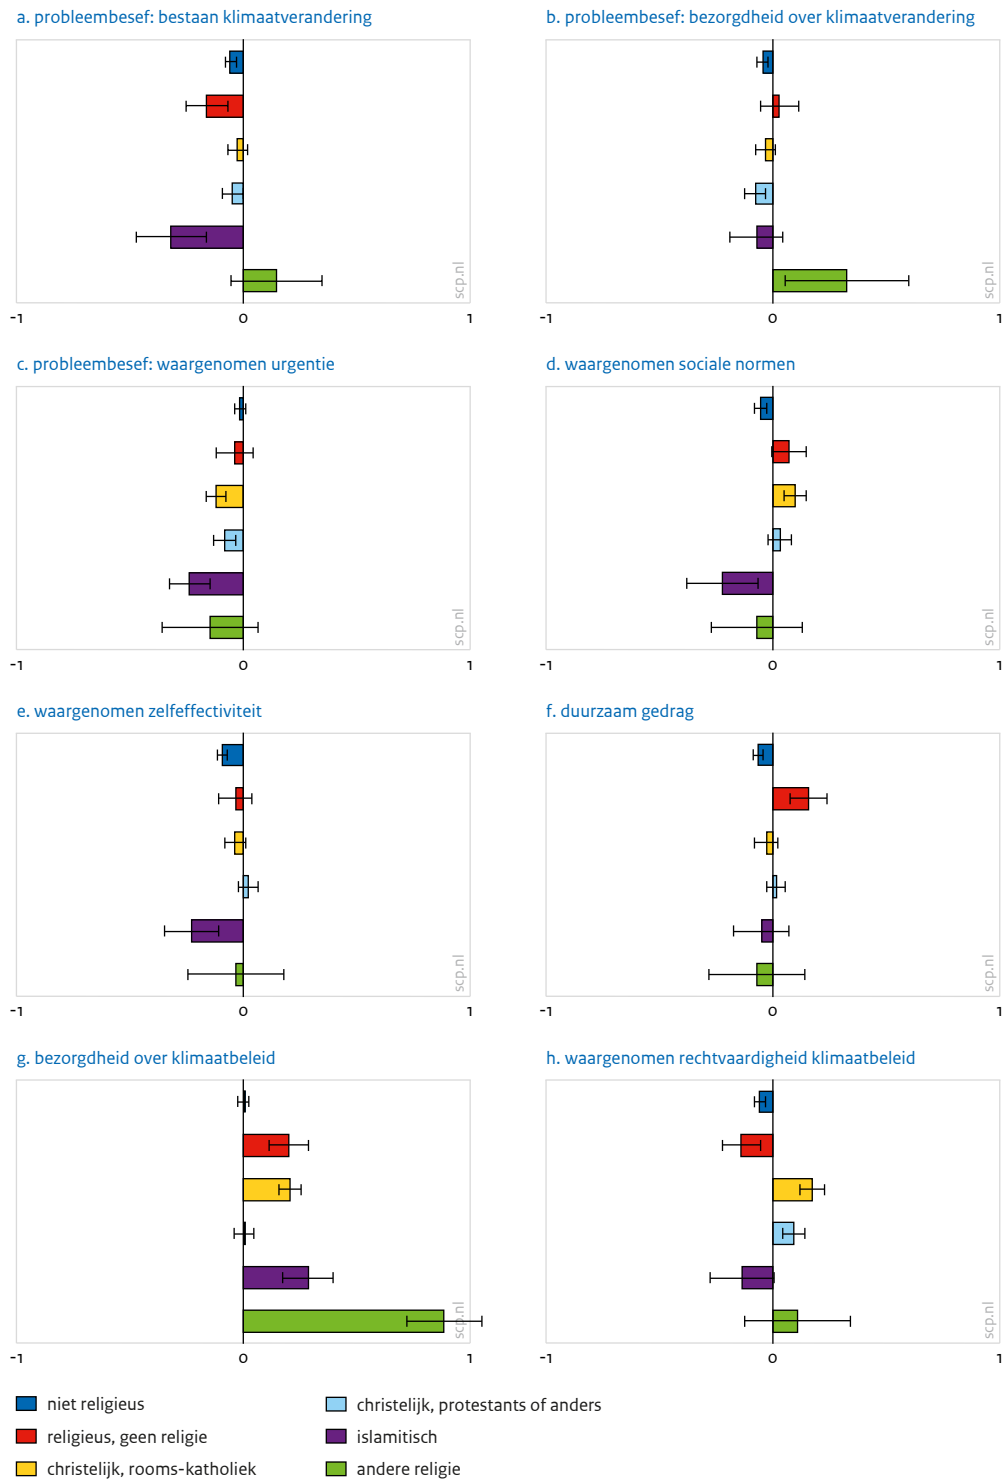 a. probleembesef: bestaan klimaatverandering
b. probleembesef: bezorgdheid over klimaatverandering
scp.nl
scp.nl
-1 0 1
-1 0 1
c. probleembesef: waargenomen urgentie
d. waargenomen sociale normen
scp.nl
scp.nl
-1 0 1
-1 0 1
e. waargenomen zelfeffectiviteit
f. duurzaam gedrag
scp.nl
scp.nl
-1 0 1
-1 0 1
g. bezorgdheid over klimaatbeleid
h. waargenomen rechtvaardigheid klimaatbeleid
scp.nl
scp.nl
-1 0 1
-1 0 1
niet religieus
religieus, geen religie
christelijk, rooms-katholiek
christelijk, protestants of anders
islamitisch
andere religie